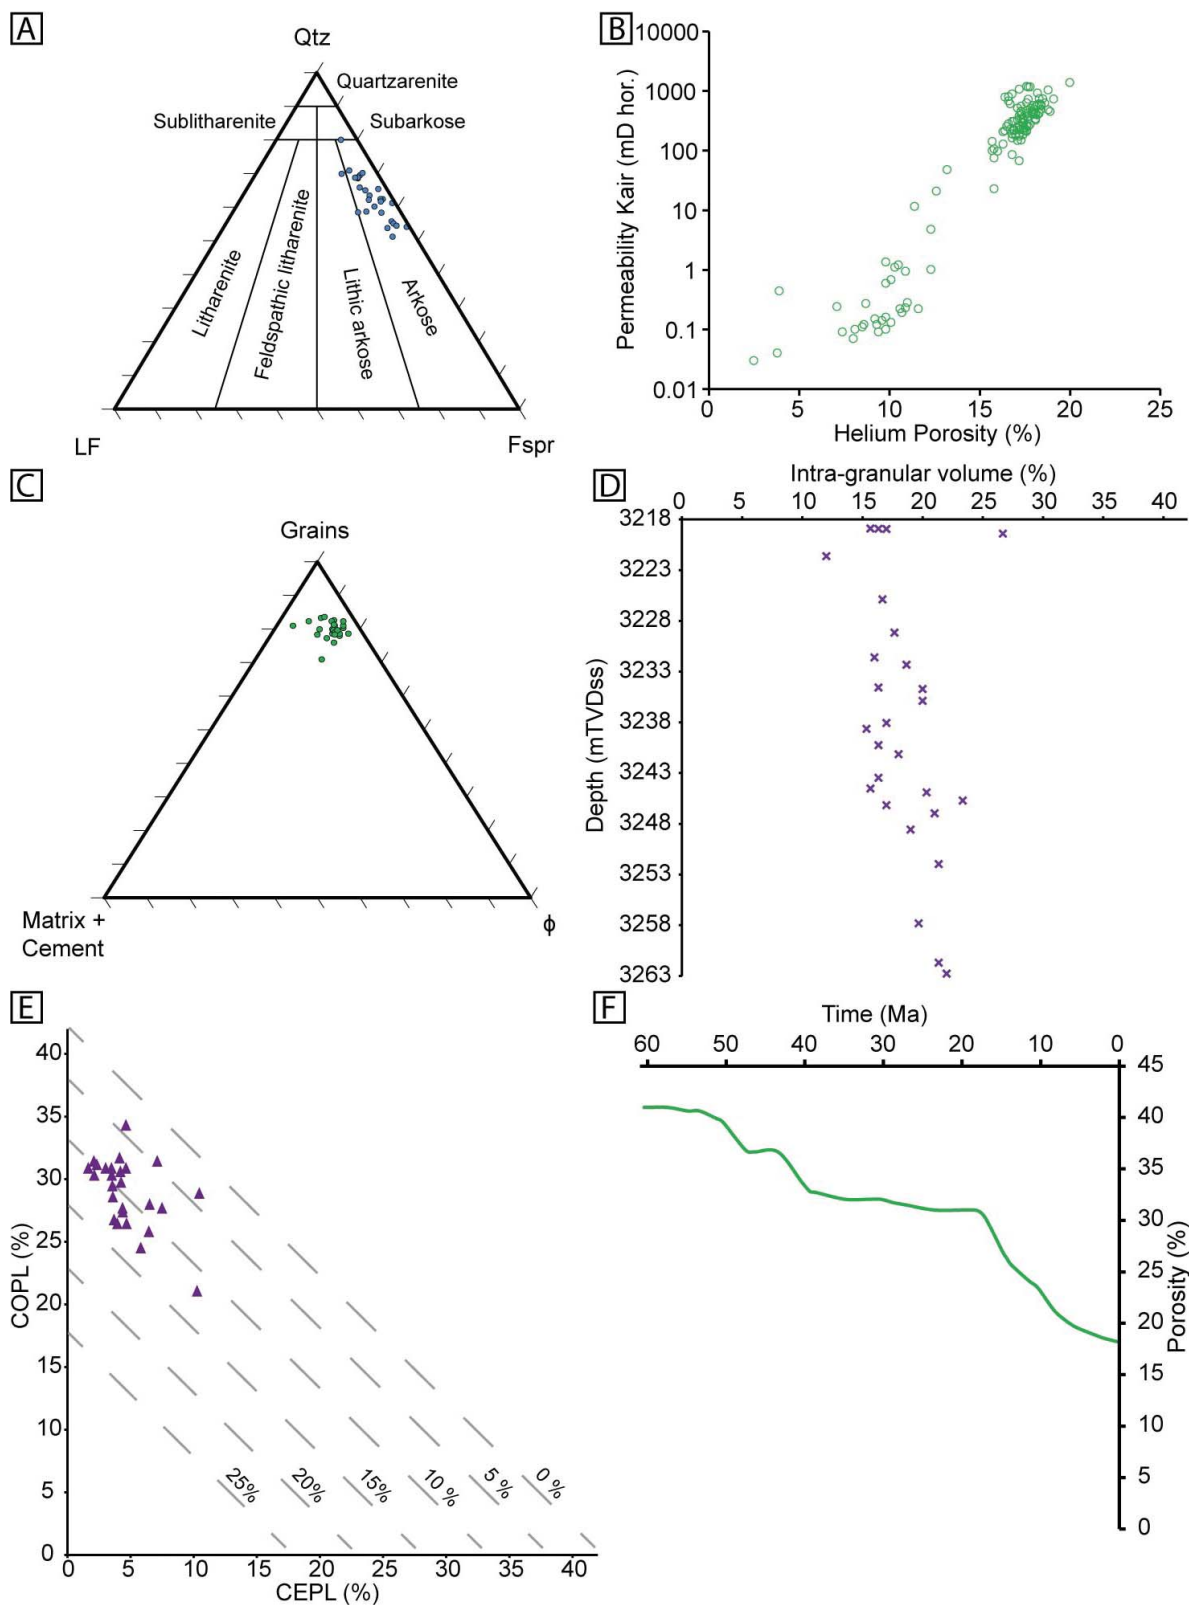 A
Qtz
Quartzarenite
Sublitharenite
Subarkose
Litharenite
Feldspathic litharenite
Lithic arkose
Arkose
LF
Fspr
B
Permeability Kair (mD hor.)
10000
1000
100
10
1
0.1
0.01
0 5 10 15 20 25
Helium Porosity (%)
C
Grains
Matrix +
Cement
ϕ
D
Intra-granular volume (%)
0 5 10 15 20 25 30 35 40
Depth (mTVDss)
3218
3223
3228
3233
3238
3243
3248
3253
3258
3263
E
COPL (%)
40
35
30
25
20
15
10
5
0
25% 20% 15% 10 % 5 % 0 %
0 5 10 15 20 25 30 35 40
CEPL (%)
F
Time (Ma)
60 50 40 30 20 10 0
45
40
35
30
25
20
15
10
5
0
Porosity (%)